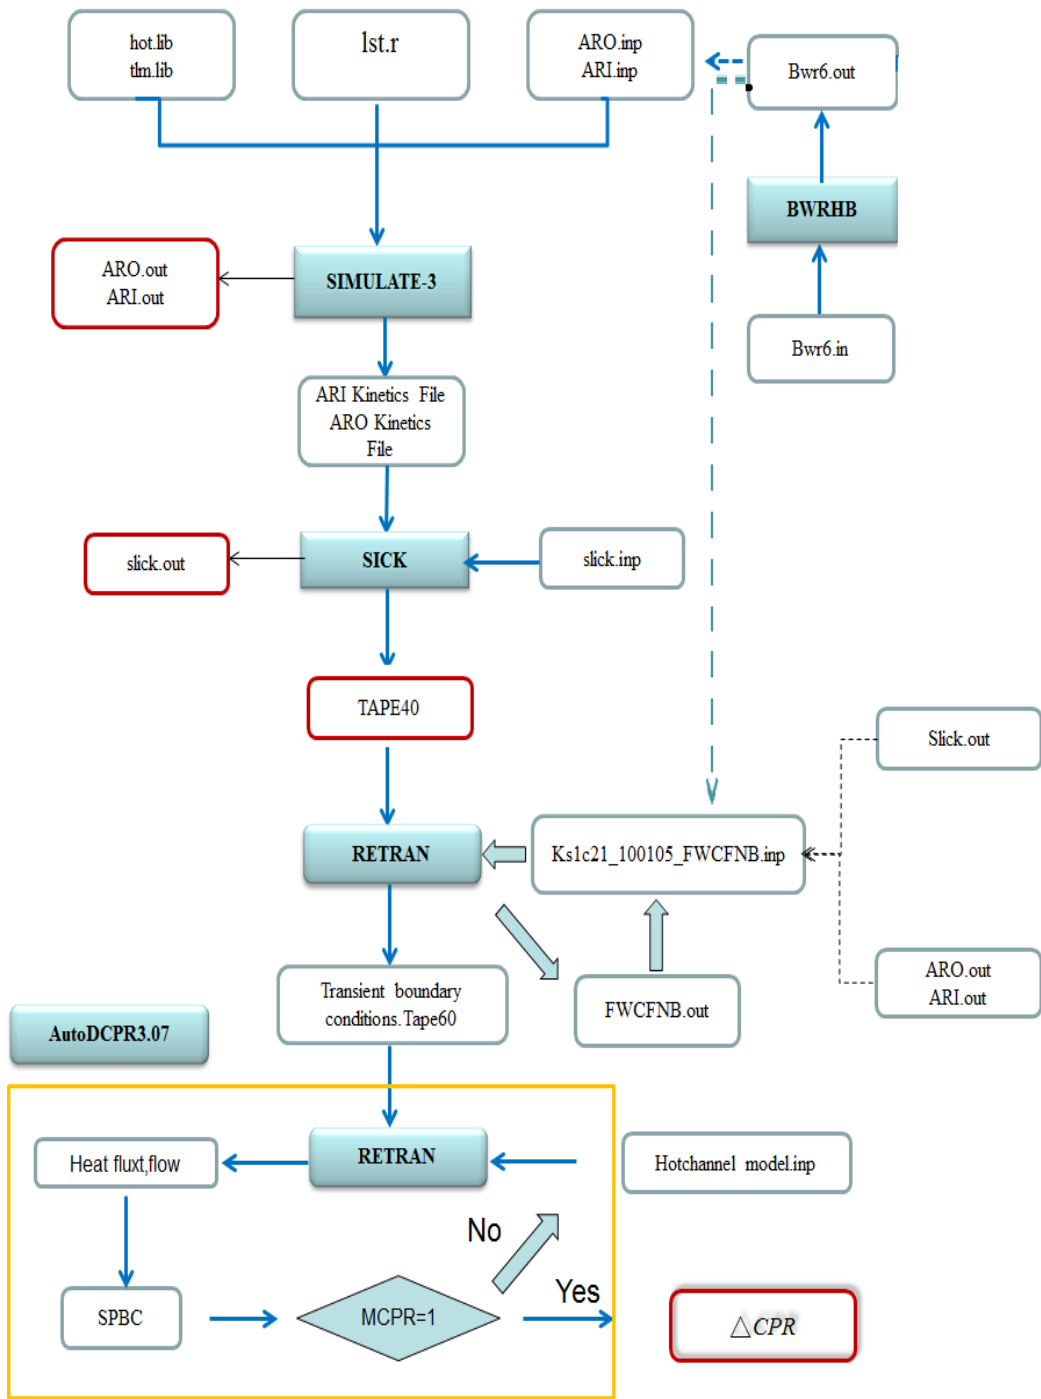 hot.lib
tlm.lib
lst.r
ARO.inp
ARI.inp
Bwr6.out
BWRHB
ARO.out
ARI.out
SIMULATE-3
Bwr6.in
ARI Kinetics File
ARO Kinetics
File
slick.out
SICK
slick.inp
TAPE40
Slick.out
RETRAN
Ks1c21_100105_FWCFNB.inp
ARO.out
ARI.out
Transient boundary
conditions.Tape60
FWCFNB.out
AutoDCPR3.07
Heat fluxt,flow
RETRAN
Hotchannel model.inp
No
Yes
SPBC
MCPR=1
△CPR